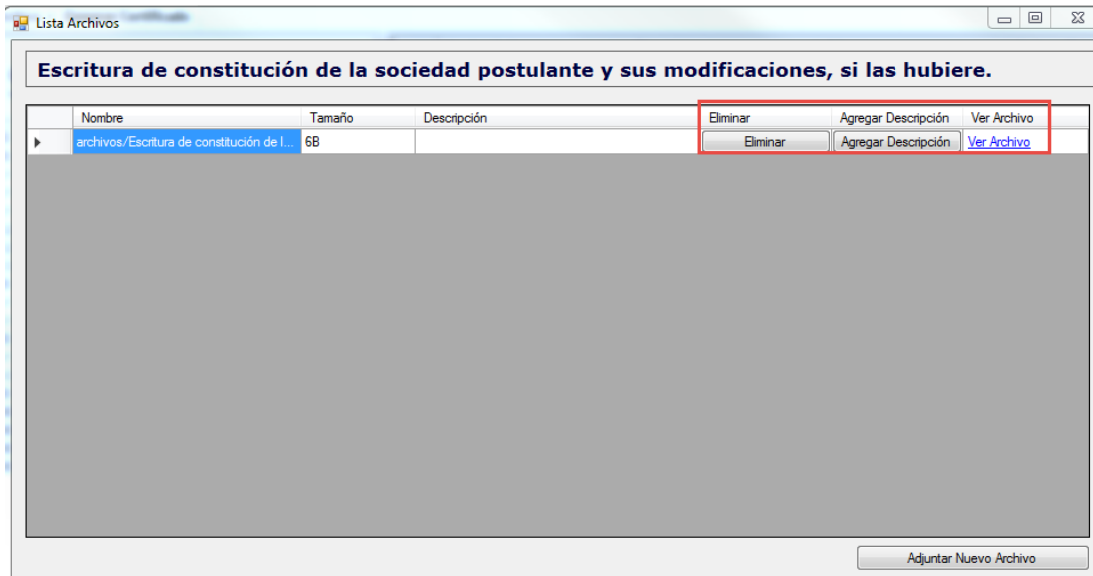 Lista Archivos
Escritura de constitución de la sociedad postulante y sus modificaciones, si las hubiere.
Nombre Tamaño Descripción Eliminar Agregar Descripción Ver Archivo
archivos/Escritura de constitución de l... 6B Eliminar Agregar Descripción Ver Archivo
Adjuntar Nuevo Archivo